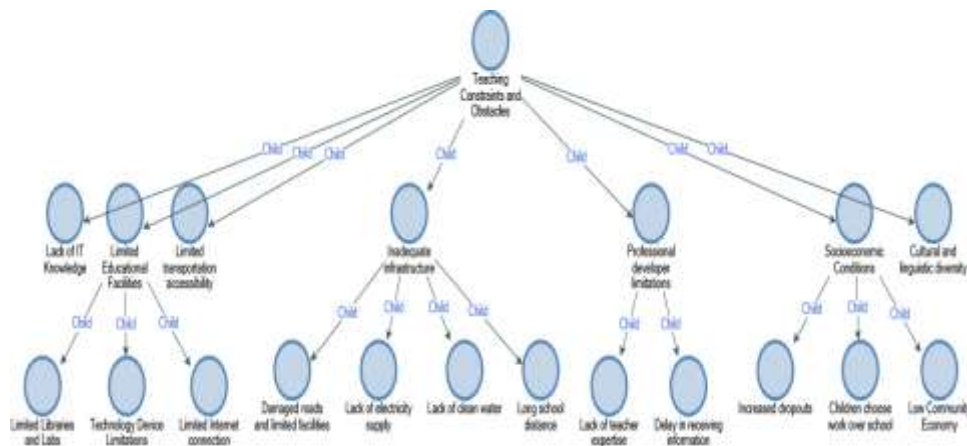 Teaching
Constraints and
Obstacles
Child
Child
Child
Child
Child
Child
Child
Lack of IT
Knowledge
Limited
Educational
Facilities
Limited
transportation
accessibility
Inadequate
infrastructure
Professional
developer
limitations
Socioeconomic
Conditions
Cultural and
linguistic diversity
Child
Child
Child
Child
Child
Child
Child
Child
Child
Child
Child
Child
Limited Libraries
and Labs
Technology Device
Limitations
Limited Internet
connection
Damaged roads
and limited facilities
Lack of electricity
supply
Lack of clean water
Long school
distance
Lack of teacher
expertise
Delay in receiving
information
Increased dropouts
Children choose
work over school
Low Community
Economy